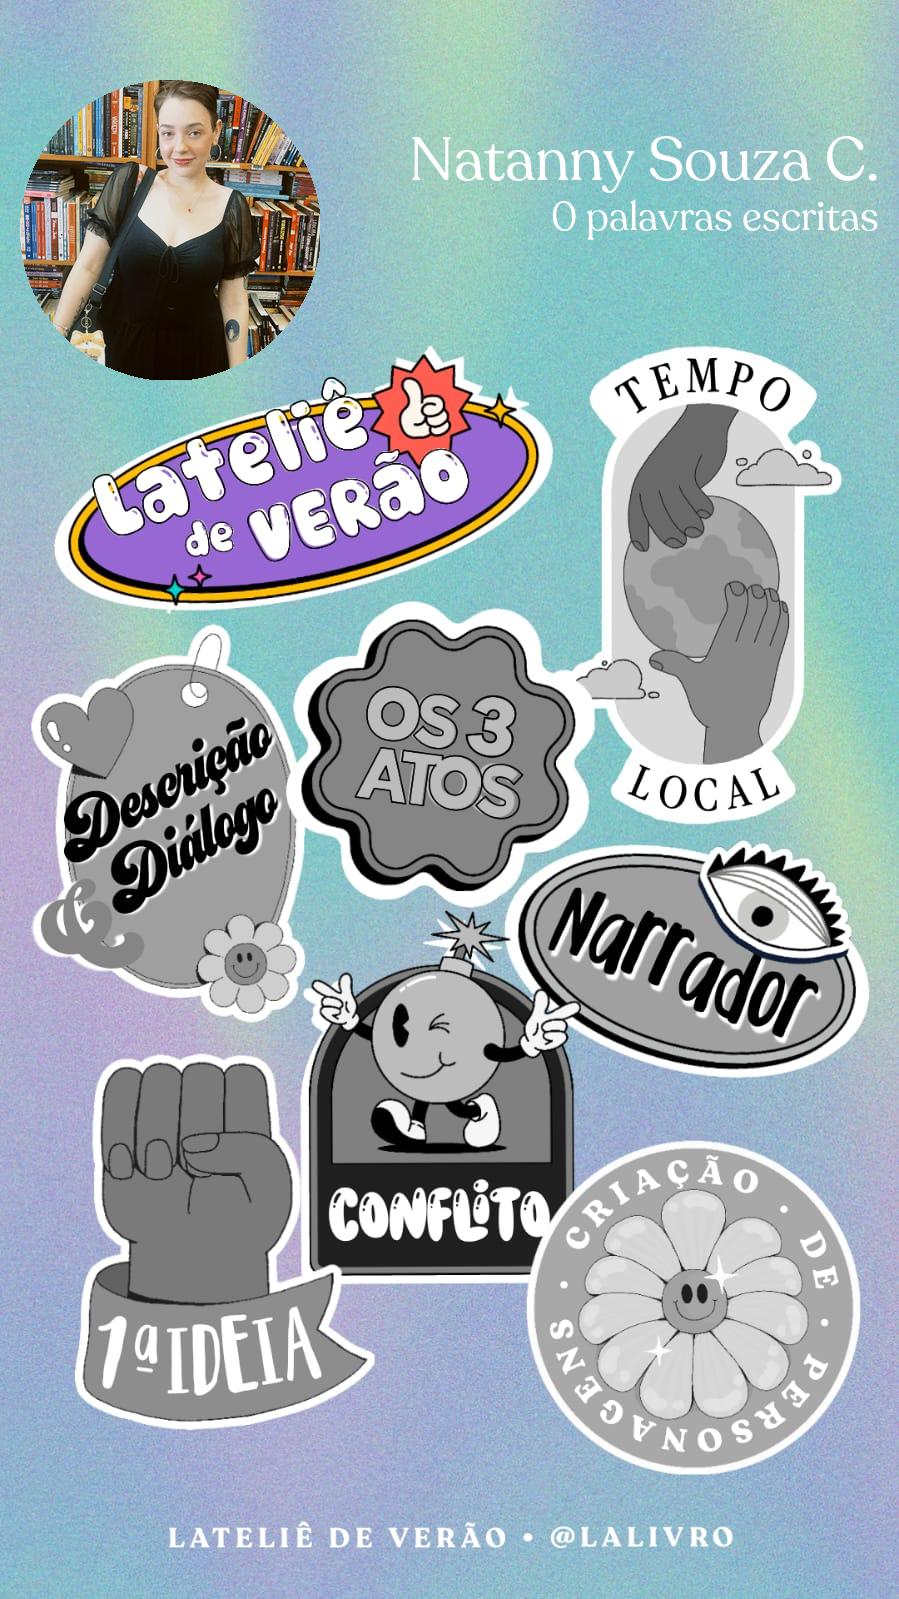 Natanny Souza C.
0 palavras escritas
Lateliê
de VERÃO
TEMPO
LOCAL
OS 3
ATOS
Descrição
&
Diálogo
Narrador
CONFLITO
1ª IDEIA
CRIAÇÃO · DE · PERSONAGENS ·
LATELIÊ DE VERÃO • @LALIVRO